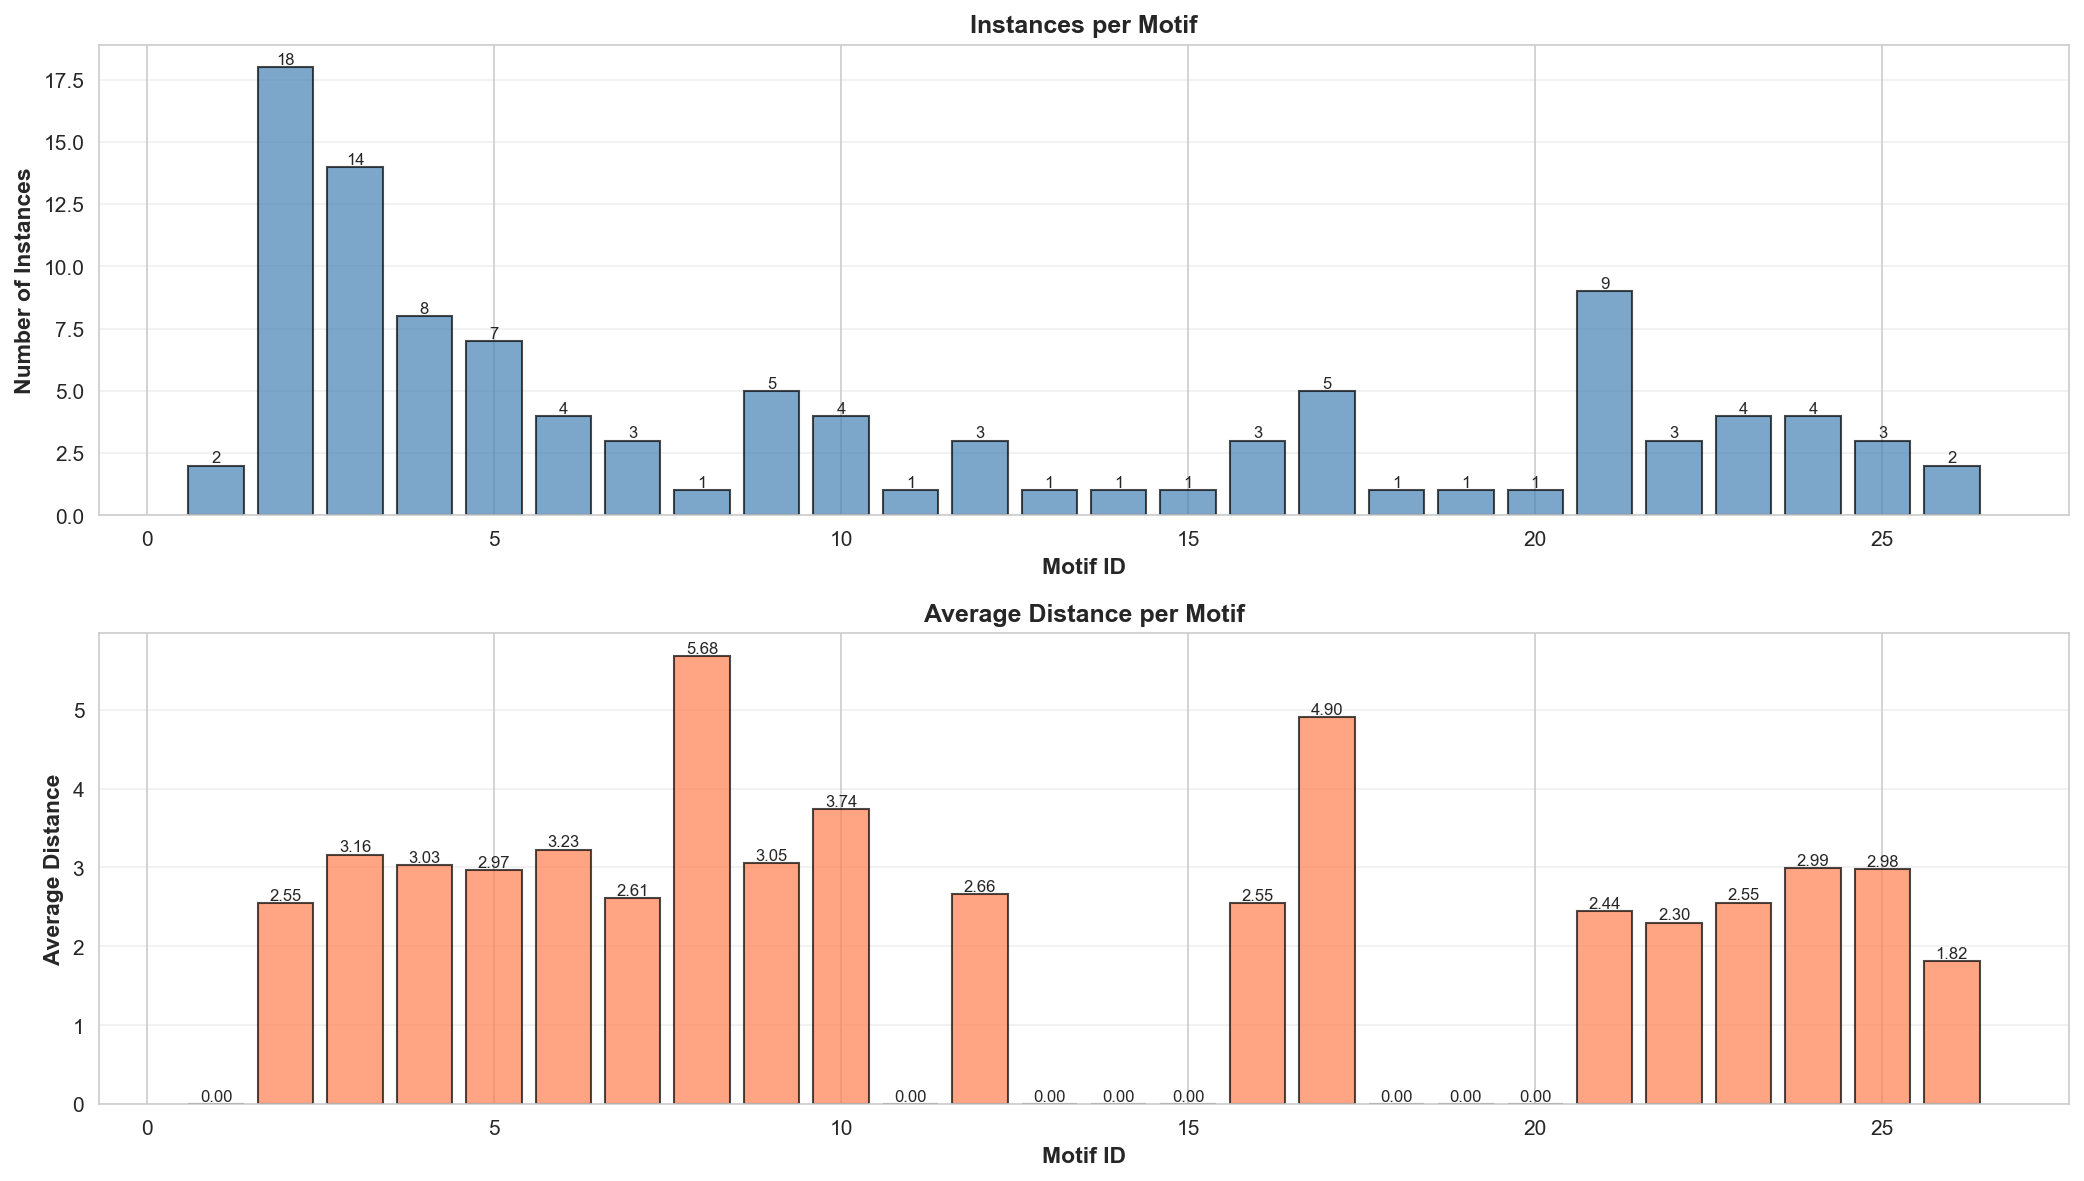 Instances per Motif
Number of Instances
17.5
15.0
12.5
10.0
7.5
5.0
2.5
0.0
2 18 14 8 7 4 3 1 5 4 1 3 1 1 1 3 5 1 1 1 9 3 4 4 3 2
0 5 10 15 20 25
Motif ID
Average Distance per Motif
Average Distance
5
4
3
2
1
0
0.00 2.55 3.16 3.03 2.97 3.23 2.61 5.68 3.05 3.74 0.00 2.66 0.00 0.00 0.00 2.55 4.90 0.00 0.00 0.00 2.44 2.30 2.55 2.99 2.98 1.82
0 5 10 15 20 25
Motif ID